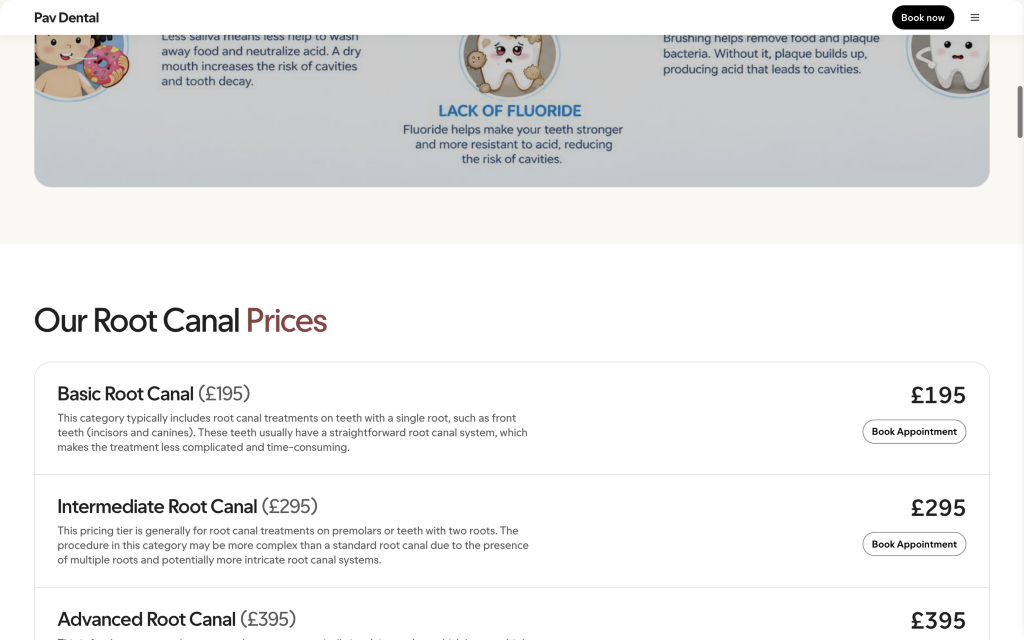 Pav Dental
Book now
Less saliva means less help to wash
away food and neutralize acid. A dry
mouth increases the risk of cavities
and tooth decay.
LACK OF FLUORIDE
Fluoride helps make your teeth stronger
and more resistant to acid, reducing
the risk of cavities.
Brushing helps remove food and plaque
bacteria. Without it, plaque builds up,
producing acid that leads to cavities.
Our Root Canal Prices
Basic Root Canal (£195)
£195
This category typically includes root canal treatments on teeth with a single root, such as front
teeth (incisors and canines). These teeth usually have a straightforward root canal system, which
makes the treatment less complicated and time-consuming.
Book Appointment
Intermediate Root Canal (£295)
£295
This pricing tier is generally for root canal treatments on premolars or teeth with two roots. The
procedure in this category may be more complex than a standard root canal due to the presence
of multiple roots and potentially more intricate root canal systems.
Book Appointment
Advanced Root Canal (£395)
£395